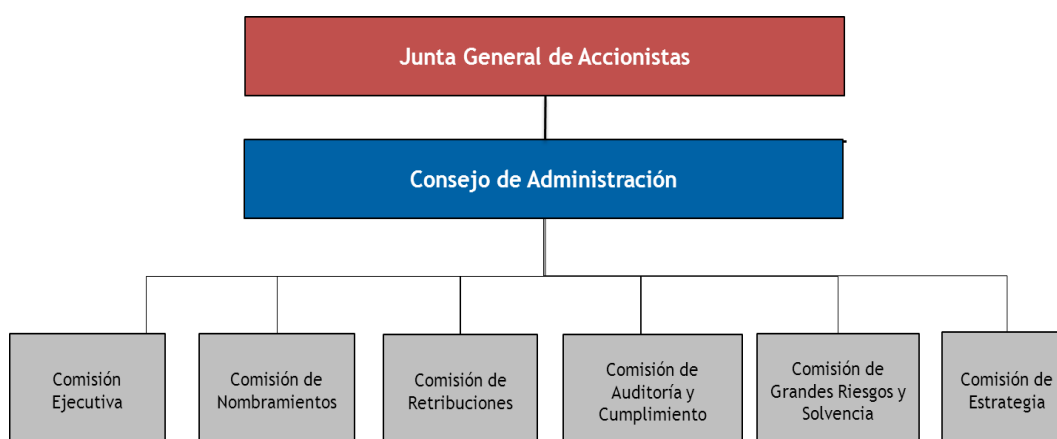 Junta General de Accionistas
Consejo de Administración
Comisión
Ejecutiva
Comisión de
Nombramientos
Comisión de
Retribuciones
Comisión de
Auditoría y
Cumplimiento
Comisión de
Grandes Riesgos y
Solvencia
Comisión de
Estrategia